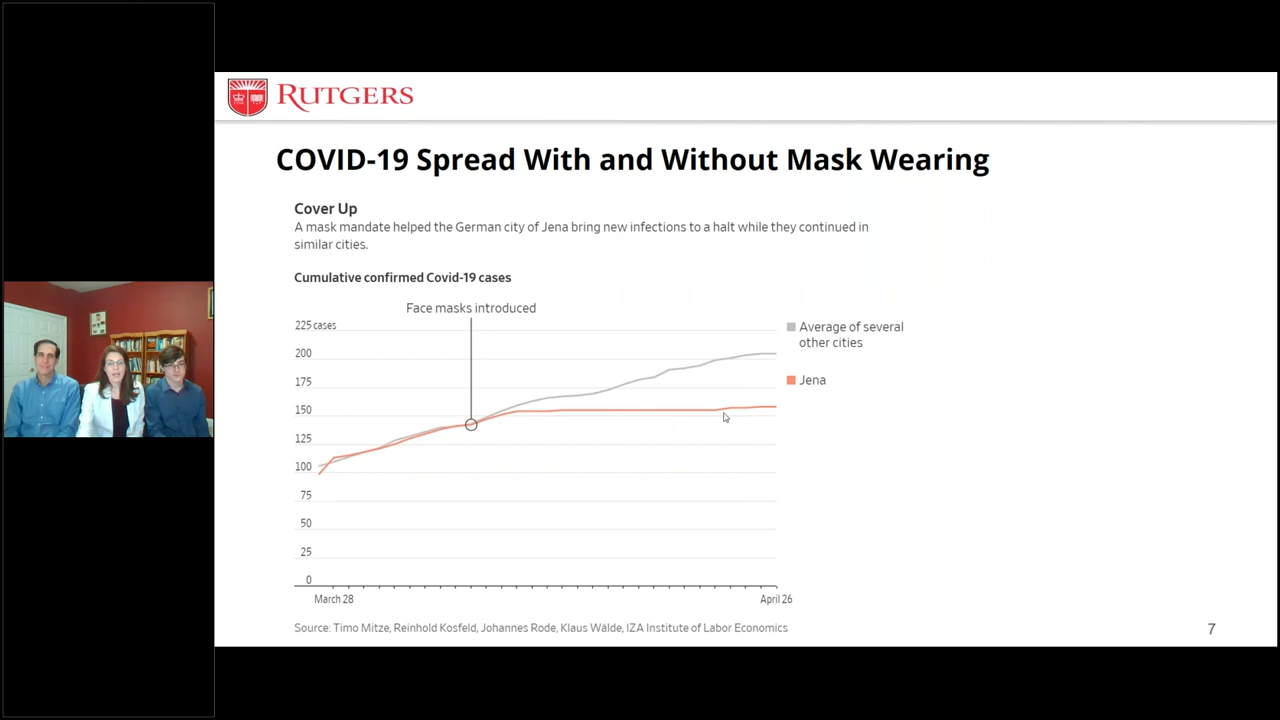 RUTGERS
COVID-19 Spread With and Without Mask Wearing
Cover Up
A mask mandate helped the German city of Jena bring new infections to a halt while they continued in
similar cities.
Cumulative confirmed Covid-19 cases
Face masks introduced
225 cases
200
175
150
125
100
75
50
25
0
Average of several
other cities
Jena
March 28
April 26
Source: Timo Mitze, Reinhold Kosfeld, Johannes Rode, Klaus Wälde, IZA Institute of Labor Economics
7